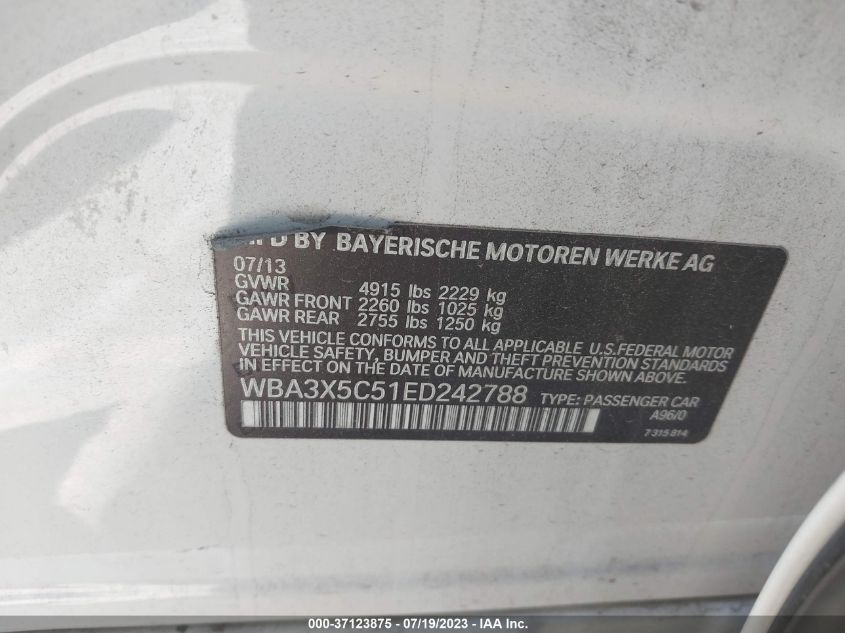 BY BAYERISCHE MOTOREN WERKE AG
07/13
GVWR 4915 lbs 2229 kg
GAWR FRONT 2260 lbs 1025 kg
GAWR REAR 2755 lbs 1250 kg
THIS VEHICLE CONFORMS TO ALL APPLICABLE U.S.FEDERAL MOTOR
VEHICLE SAFETY, BUMPER AND THEFT PREVENTION STANDARDS
IN EFFECT ON THE DATE OF MANUFACTURE SHOWN ABOVE.
WBA3X5C51ED242788 TYPE: PASSENGER CAR
A96/0
7315814
000-37123875 - 07/19/2023 - IAA Inc.